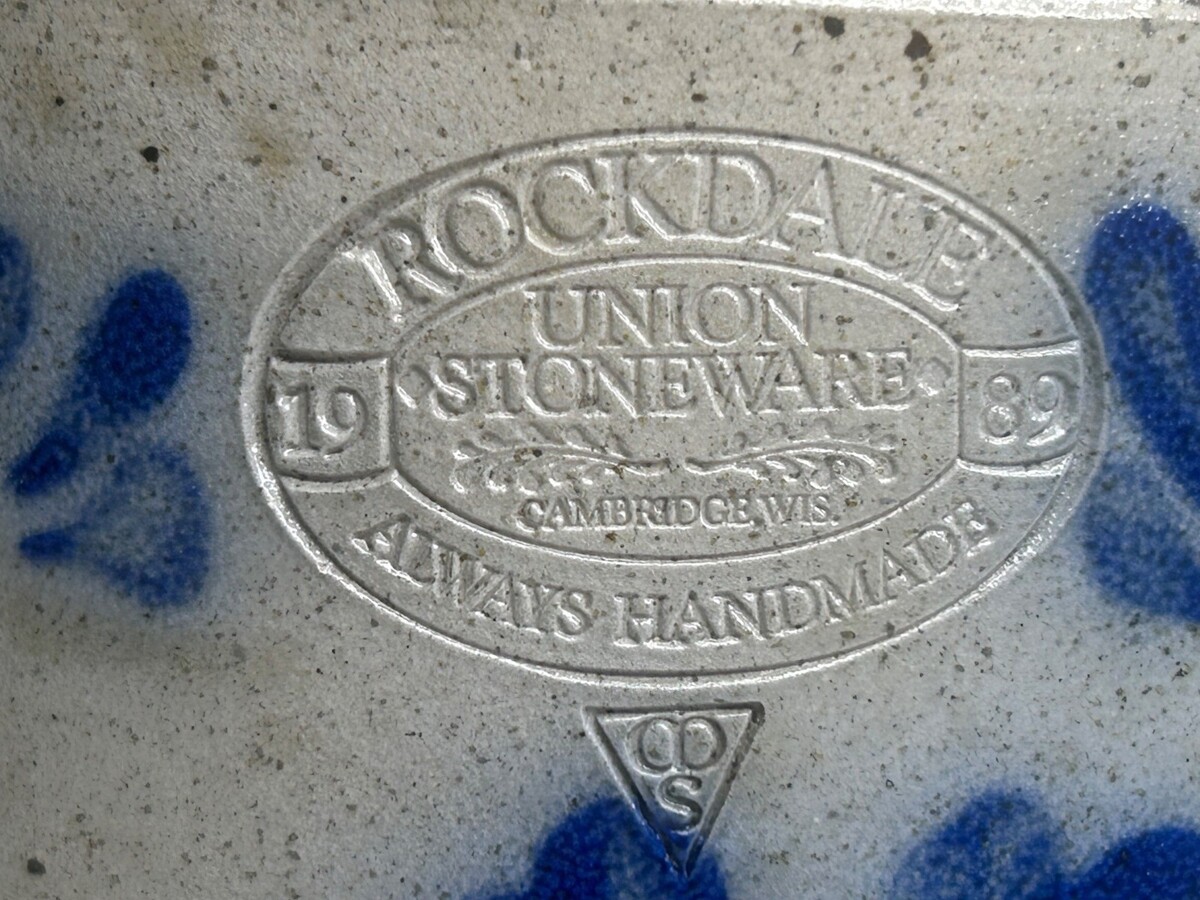 ROCKDALE
UNION
STONEWARE
19 89
CAMBRIDGE, WIS.
ALWAYS HANDMADE
S